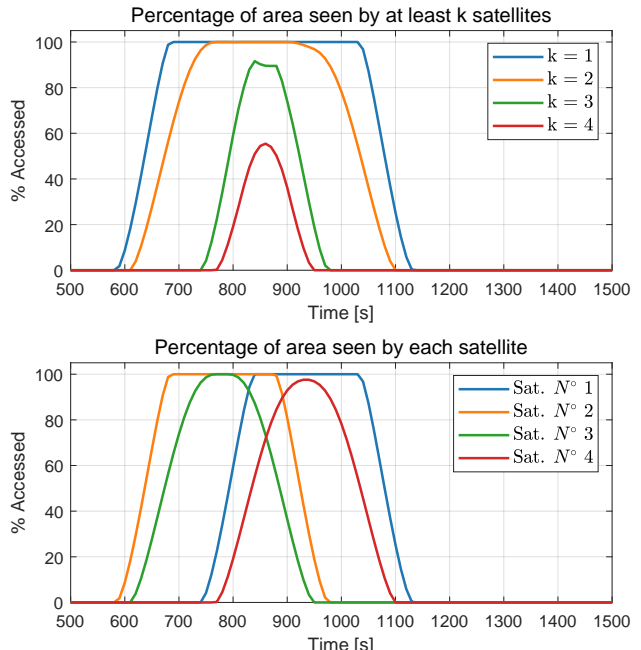 Percentage of area seen by at least k satellites
100
80
60
40
20
0
% Accessed
k = 1
k = 2
k = 3
k = 4
500 600 700 800 900 1000 1100 1200 1300 1400 1500
Time [s]
Percentage of area seen by each satellite
100
80
60
40
20
0
% Accessed
Sat. N° 1
Sat. N° 2
Sat. N° 3
Sat. N° 4
500 600 700 800 900 1000 1100 1200 1300 1400 1500
Time [s]